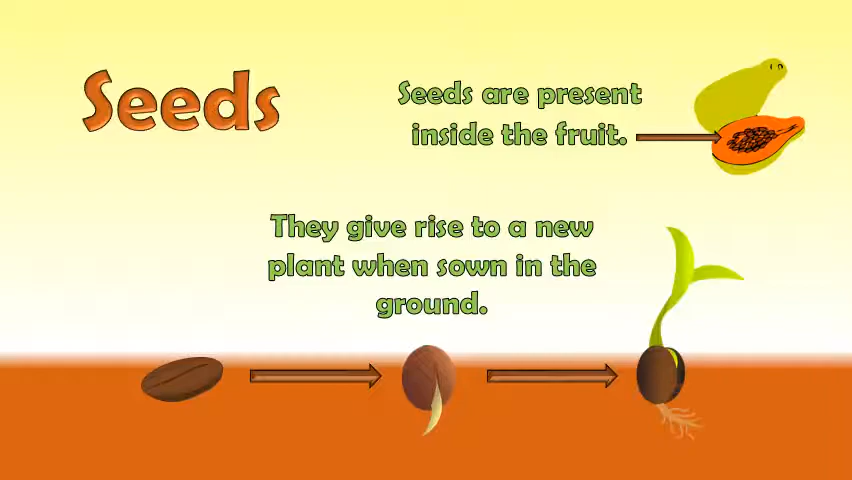 Seeds
Seeds are present
inside the fruit.
They give rise to a new
plant when sown in the
ground.